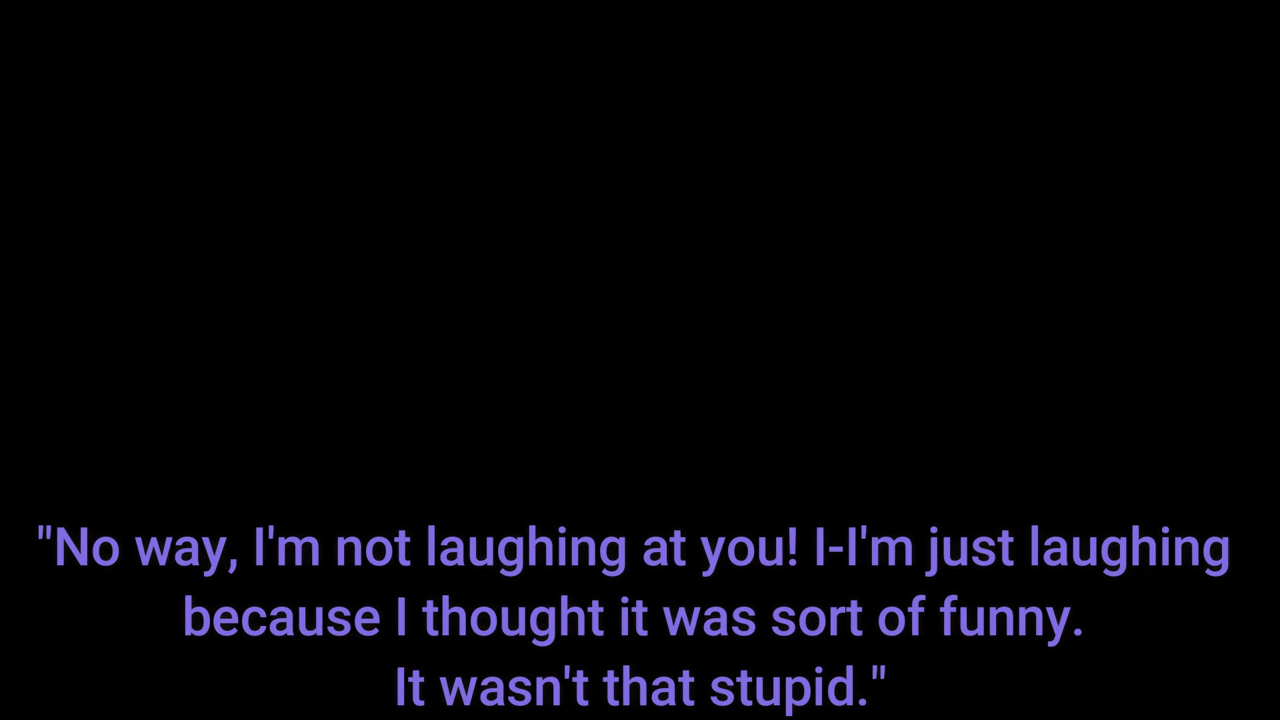 "No way, I'm not laughing at you! I-I'm just laughing
because I thought it was sort of funny.
It wasn't that stupid."